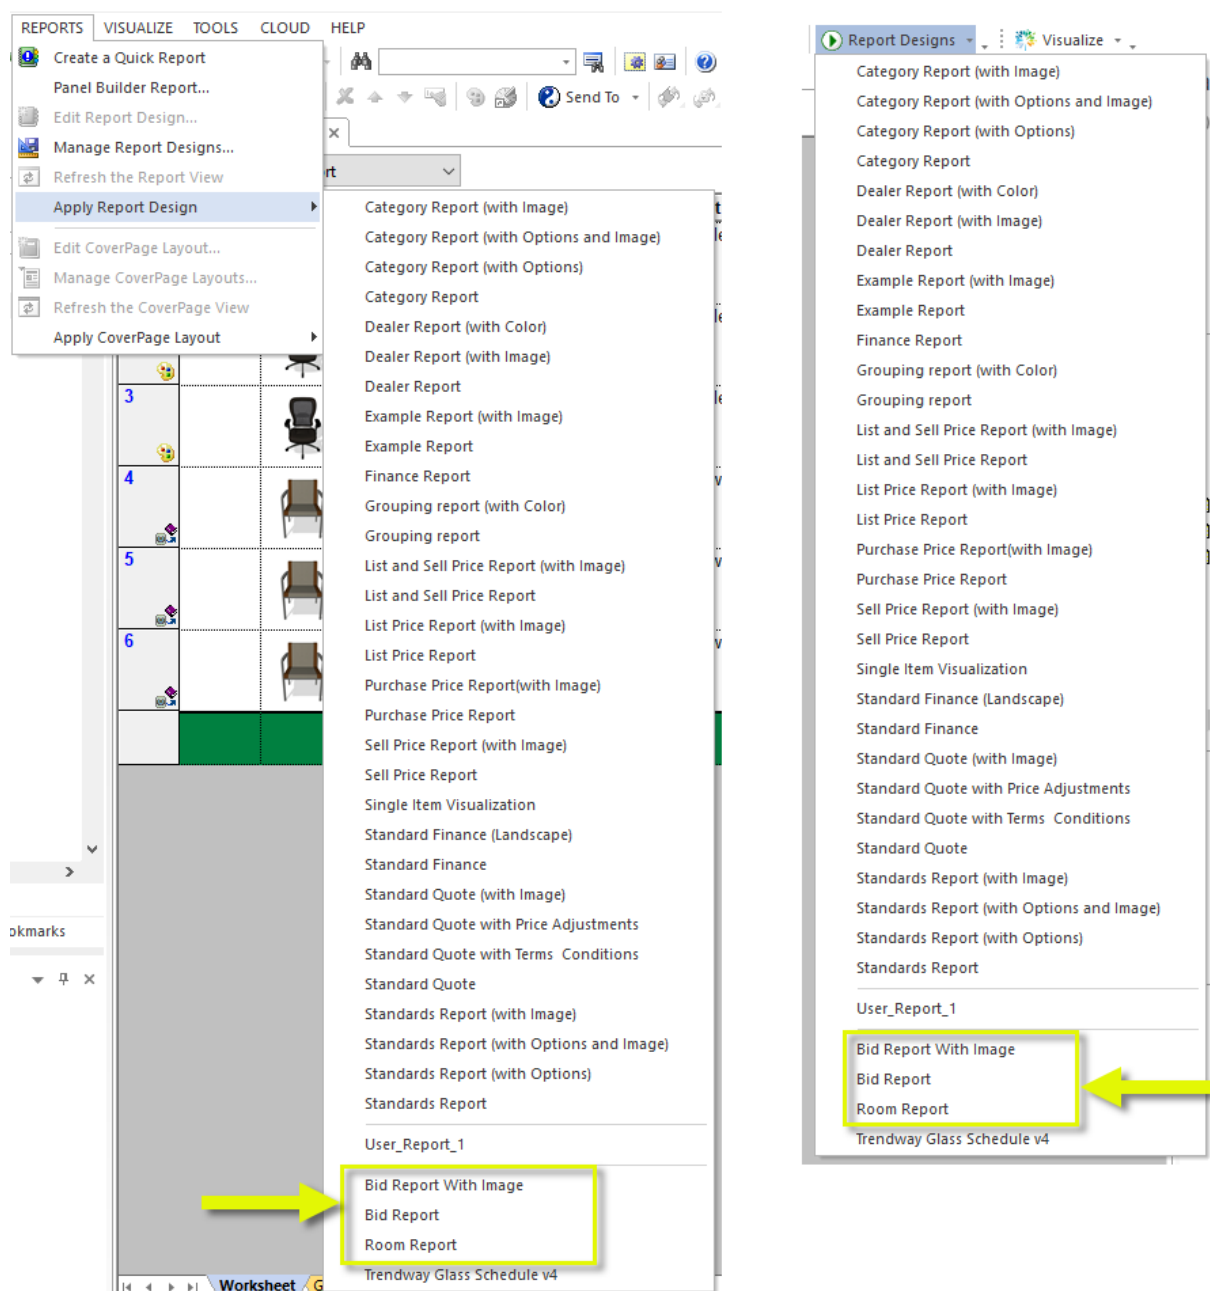 REPORTS VISUALIZE TOOLS CLOUD HELP
Create a Quick Report
Panel Builder Report...
Edit Report Design...
Manage Report Designs...
Refresh the Report View
Apply Report Design
Edit CoverPage Layout...
Manage CoverPage Layouts...
Refresh the CoverPage View
Apply CoverPage Layout
Send To
rt
Category Report (with Image)
Category Report (with Options and Image)
Category Report (with Options)
Category Report
Dealer Report (with Color)
Dealer Report (with Image)
Dealer Report
Example Report (with Image)
Example Report
Finance Report
Grouping report (with Color)
Grouping report
List and Sell Price Report (with Image)
List and Sell Price Report
List Price Report (with Image)
List Price Report
Purchase Price Report(with Image)
Purchase Price Report
Sell Price Report (with Image)
Sell Price Report
Single Item Visualization
Standard Finance (Landscape)
Standard Finance
Standard Quote (with Image)
Standard Quote with Price Adjustments
Standard Quote with Terms  Conditions
Standard Quote
Standards Report (with Image)
Standards Report (with Options and Image)
Standards Report (with Options)
Standards Report
User_Report_1
Bid Report With Image
Bid Report
Room Report
Trendway Glass Schedule v4
3
4
5
6
okmarks
Worksheet G
Report Designs Visualize
Category Report (with Image)
Category Report (with Options and Image)
Category Report (with Options)
Category Report
Dealer Report (with Color)
Dealer Report (with Image)
Dealer Report
Example Report (with Image)
Example Report
Finance Report
Grouping report (with Color)
Grouping report
List and Sell Price Report (with Image)
List and Sell Price Report
List Price Report (with Image)
List Price Report
Purchase Price Report(with Image)
Purchase Price Report
Sell Price Report (with Image)
Sell Price Report
Single Item Visualization
Standard Finance (Landscape)
Standard Finance
Standard Quote (with Image)
Standard Quote with Price Adjustments
Standard Quote with Terms  Conditions
Standard Quote
Standards Report (with Image)
Standards Report (with Options and Image)
Standards Report (with Options)
Standards Report
User_Report_1
Bid Report With Image
Bid Report
Room Report
Trendway Glass Schedule v4